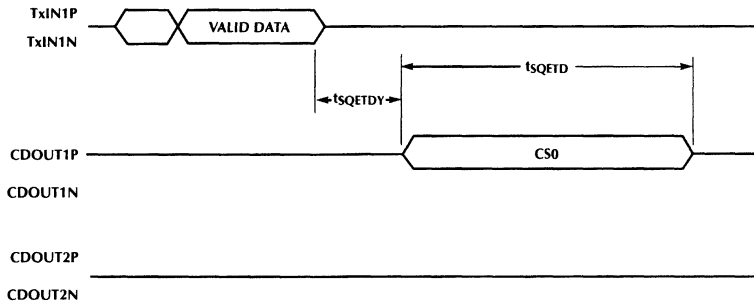 TxIN1P
TxIN1N
VALID DATA
tSQETD
tSQETDY
CDOUT1P
CS0
CDOUT1N
CDOUT2P
CDOUT2N